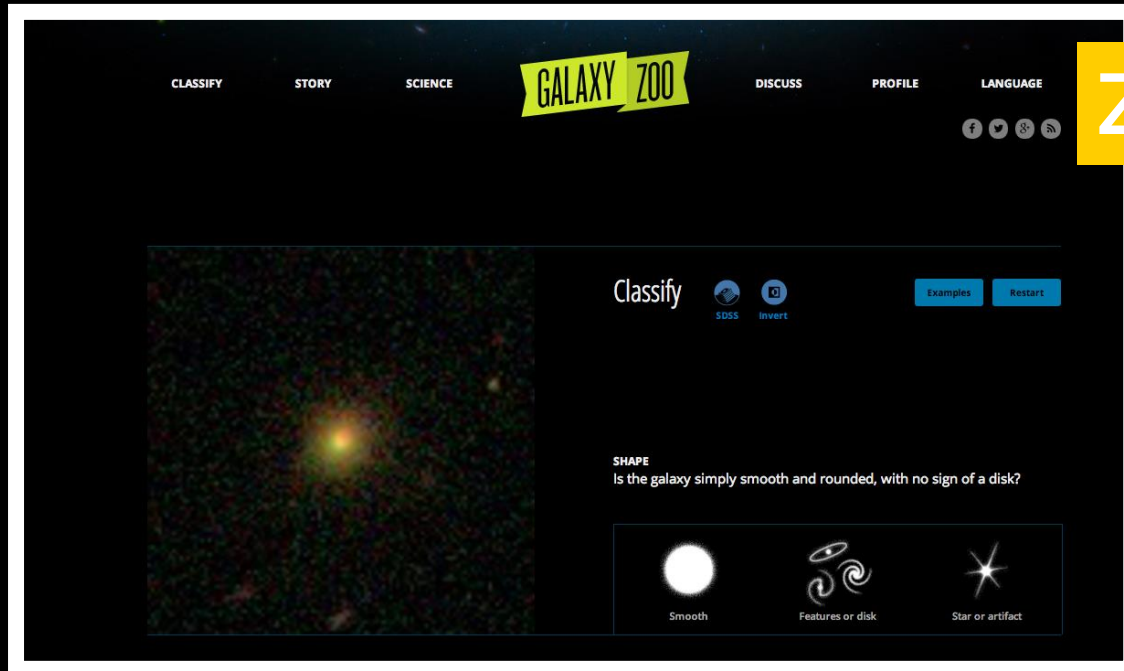 CLASSIFY STORY SCIENCE GALAXY ZOO DISCUSS PROFILE LANGUAGE
Z
Classify
SDSS Invert
Examples Restart
SHAPE
Is the galaxy simply smooth and rounded, with no sign of a disk?
Smooth Features or disk Star or artifact